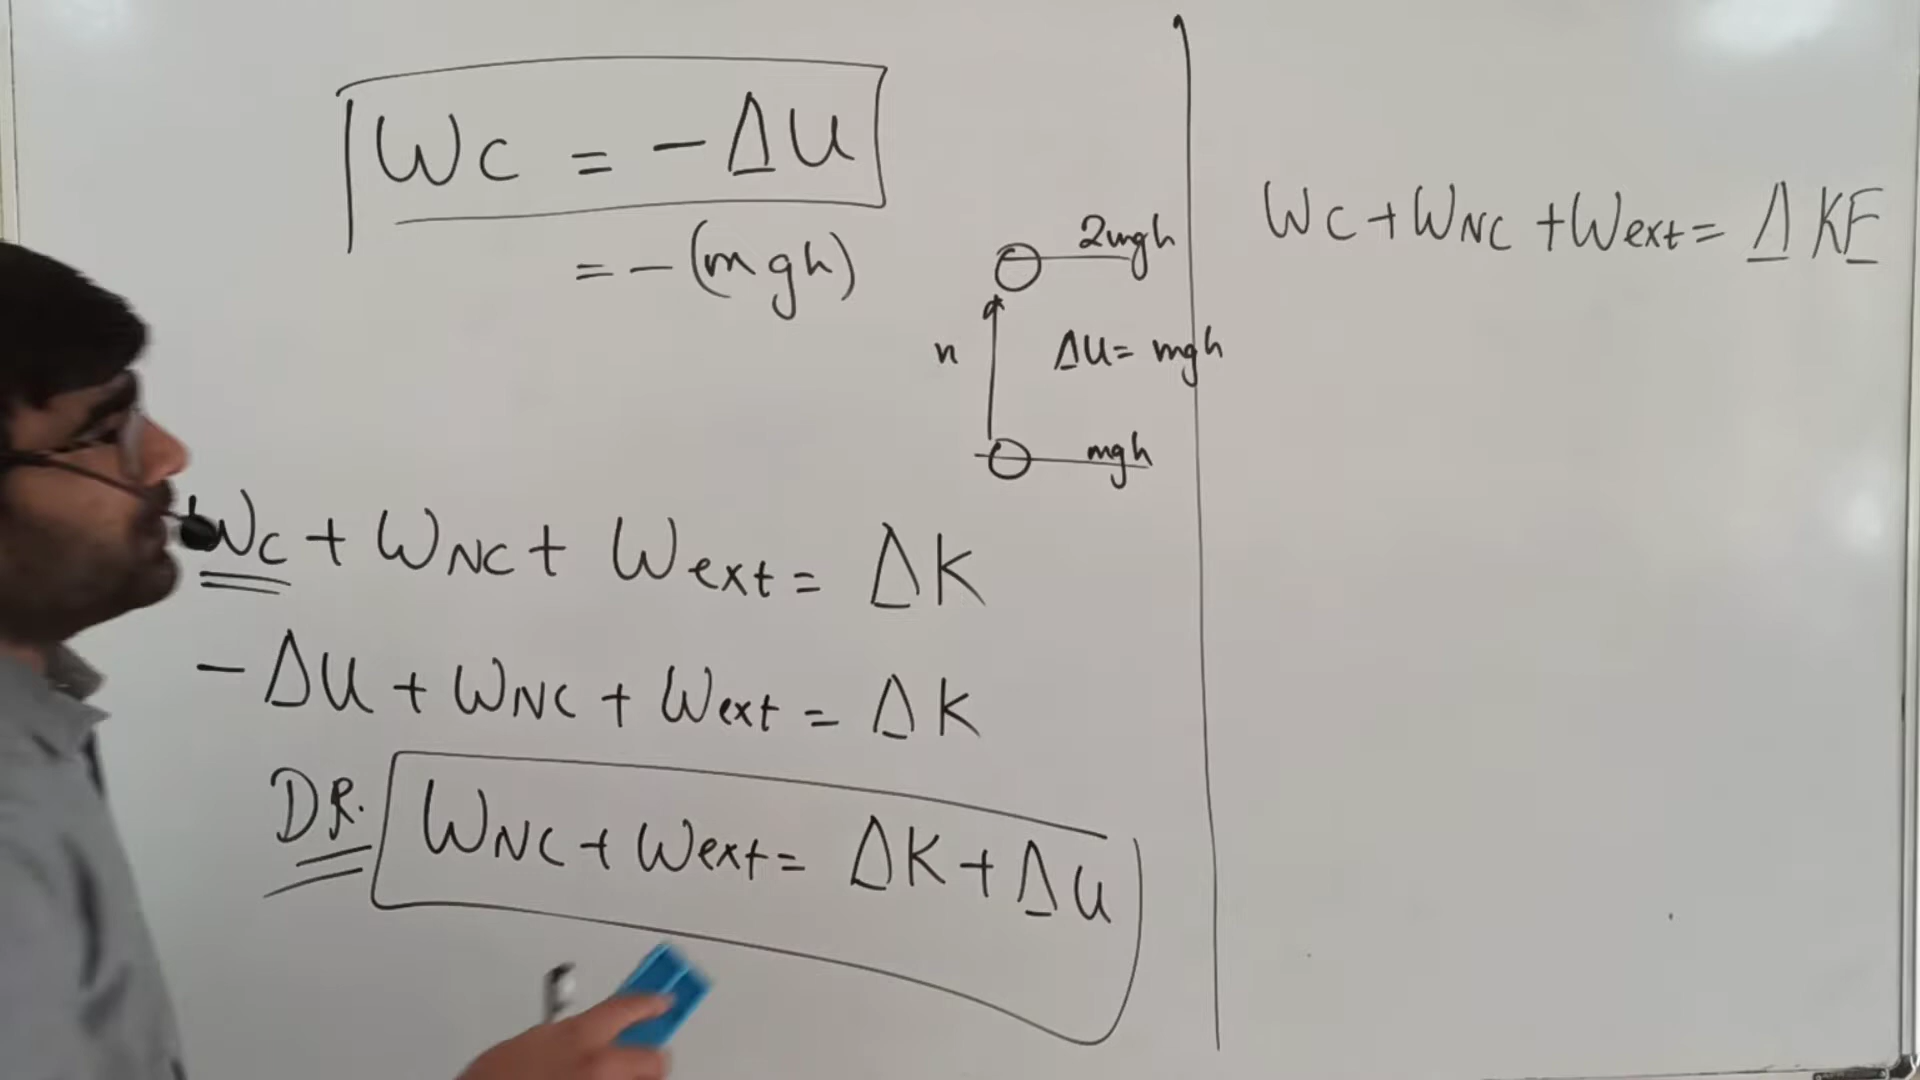 Wc = -ΔU
= -(mgh)
2mgh
n
ΔU= mgh
mgh
Wc + WNC + Wext = ΔK
-ΔU + WNC + Wext = ΔK
DR. WNC + Wext = ΔK + ΔU
Wc + WNC + Wext = ΔKE